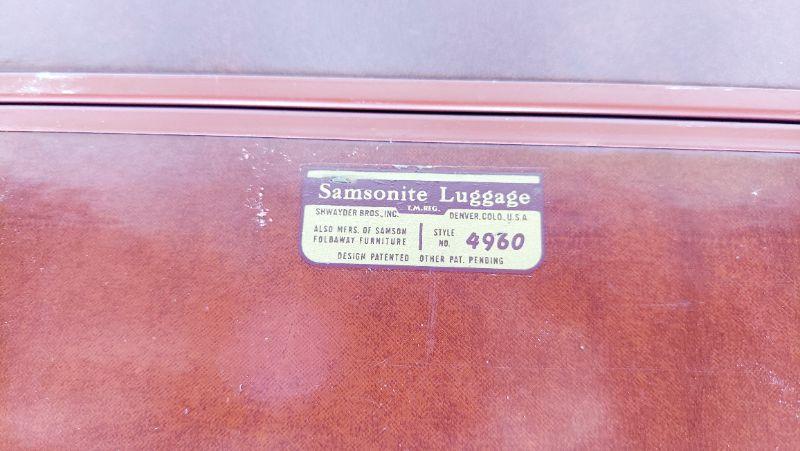 Samsonite Luggage
T.M. REG.
SHWAYDER BROS., INC. DENVER, COLO., U.S.A.
ALSO MFRS. OF SAMSON
FOLDAWAY FURNITURE
STYLE
NO. 4960
DESIGN PATENTED OTHER PAT. PENDING